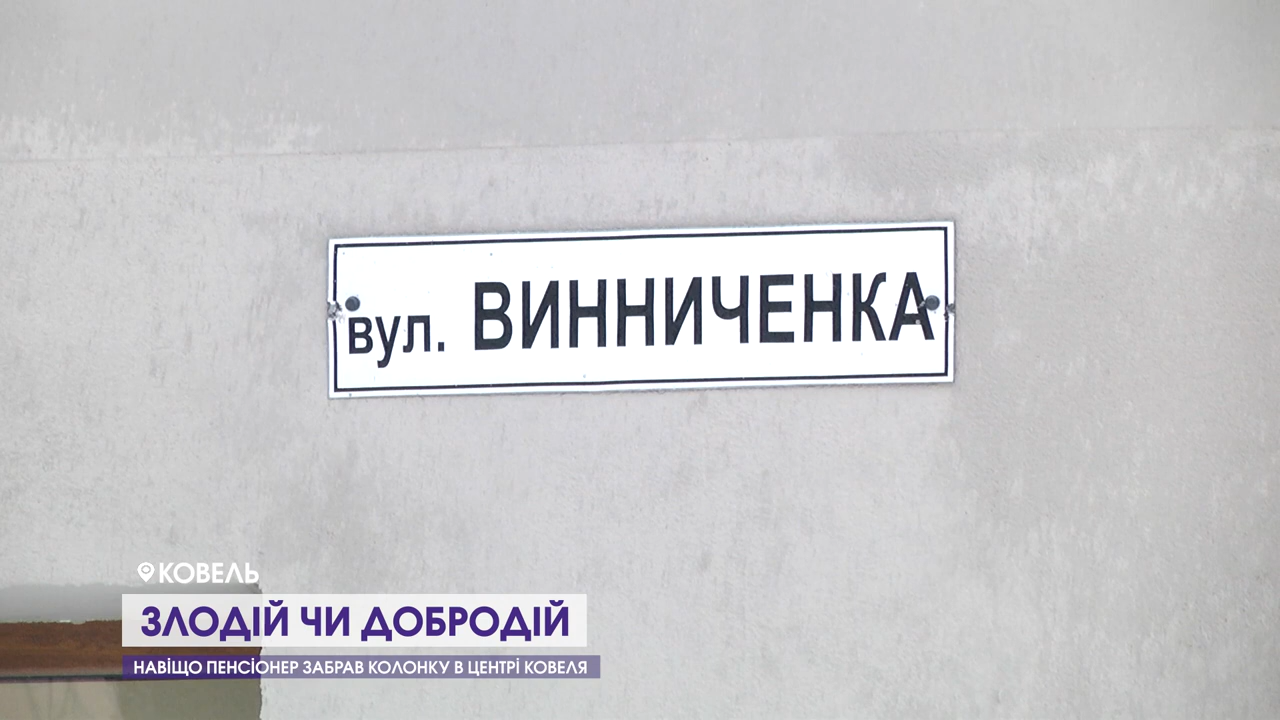 вул. ВИННИЧЕНКА
КОВЕЛЬ
ЗЛОДІЙ ЧИ ДОБРОДІЙ
НАВІЩО ПЕНСІОНЕР ЗАБРАВ КОЛОНКУ В ЦЕНТРІ КОВЕЛЯ